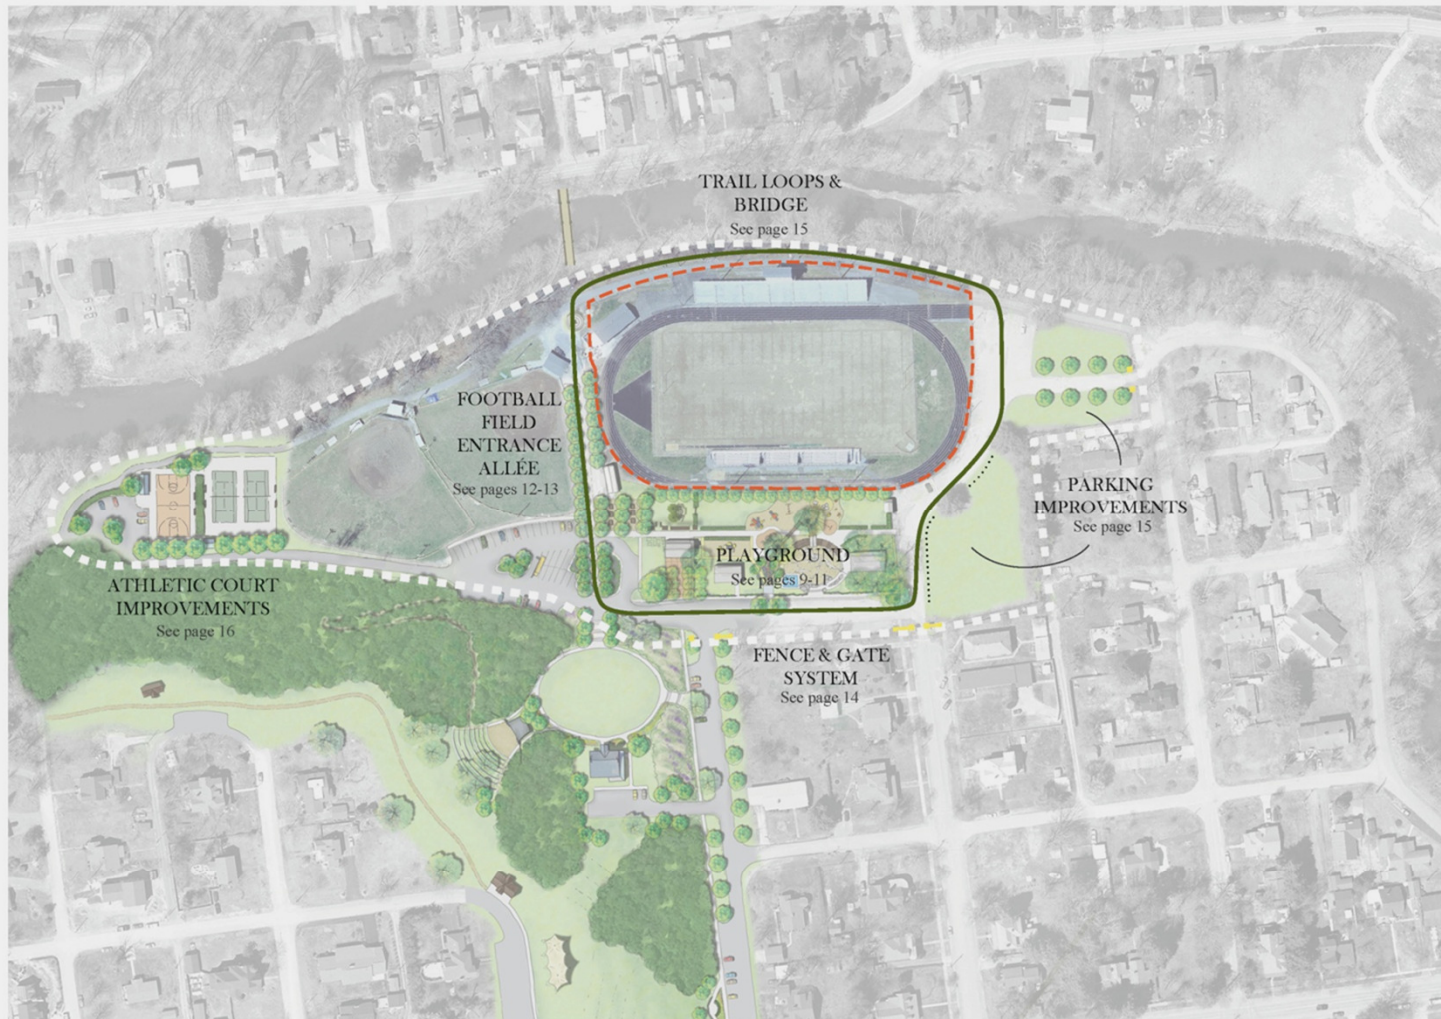 TRAIL LOOPS &
BRIDGE
See page 15
FOOTBALL
FIELD
ENTRANCE
ALLÉE
See pages 12-13
PARKING
IMPROVEMENTS
See page 15
PLAYGROUND
See pages 9-11
ATHLETIC COURT
IMPROVEMENTS
See page 16
FENCE & GATE
SYSTEM
See page 14